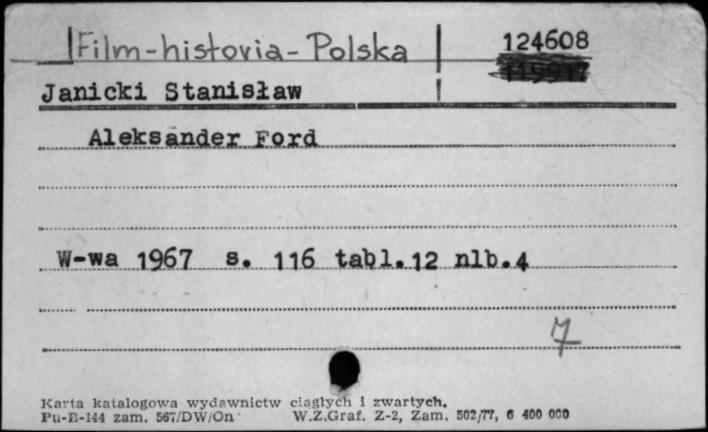 Film-historia-Polska
124608
119917
Janicki Stanisław
Aleksander Ford
W-wa 1967 s. 116 tabl.12 nlb.4
7
Karta katalogowa wydawnictw ciągłych i zwartych.
Pu-B-144 zam. 567/DW/On W.Z.Graf. Z-2, Zam. 502/77, 6 400 000